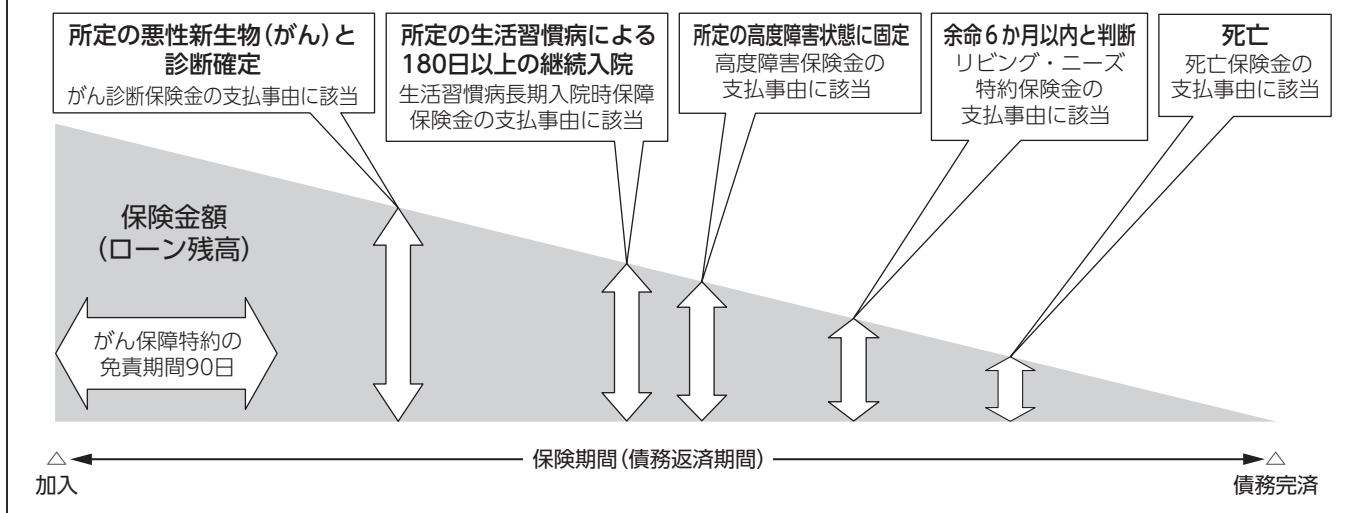 所定の悪性新生物(がん)と
診断確定
がん診断保険金の支払事由に該当
所定の生活習慣病による
180日以上の継続入院
生活習慣病長期入院時保障
保険金の支払事由に該当
所定の高度障害状態に固定
高度障害保険金の
支払事由に該当
余命6か月以内と判断
リビング・ニーズ
特約保険金の
支払事由に該当
死亡
死亡保険金の
支払事由に該当
保険金額
(ローン残高)
がん保障特約の
免責期間90日
保険期間(債務返済期間)
加入
債務完済